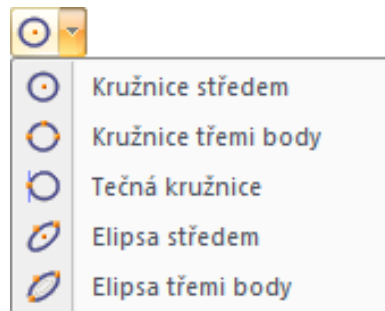 Kružnice středem
Kružnice třemi body
Tečná kružnice
Elipsa středem
Elipsa třemi body